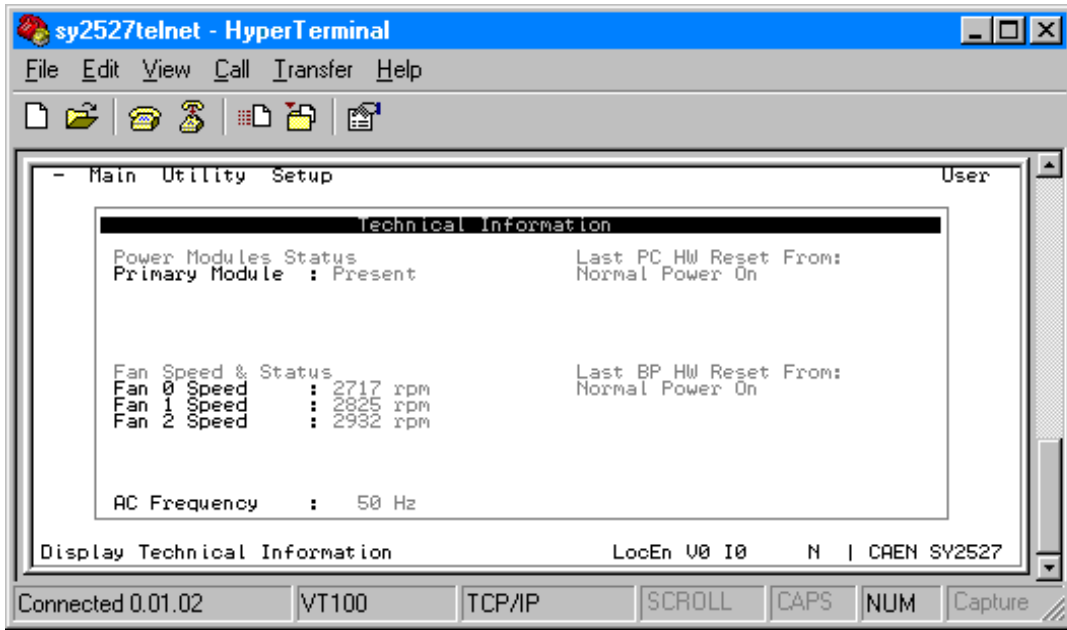 sy2527telnet - HyperTerminal
File Edit View Call Transfer Help
- Main Utility Setup User
Technical Information
Power Modules Status Last PC HW Reset From:
Primary Module : Present Normal Power On
Fan Speed & Status Last BP HW Reset From:
Fan 0 Speed : 2717 rpm Normal Power On
Fan 1 Speed : 2825 rpm
Fan 2 Speed : 2932 rpm
AC Frequency : 50 Hz
Display Technical Information LocEn V0 I0 N | CAEN SY2527
Connected 0.01.02 VT100 TCP/IP SCROLL CAPS NUM Capture